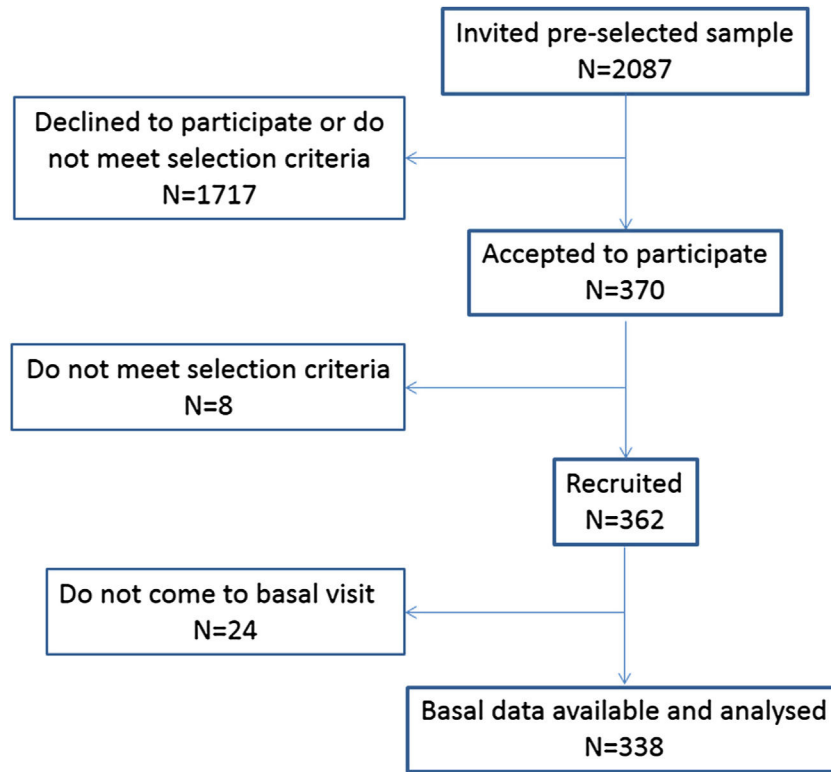 Invited pre-selected sample
N=2087
Declined to participate or do
not meet selection criteria
N=1717
Accepted to participate
N=370
Do not meet selection criteria
N=8
Recruited
N=362
Do not come to basal visit
N=24
Basal data available and analysed
N=338